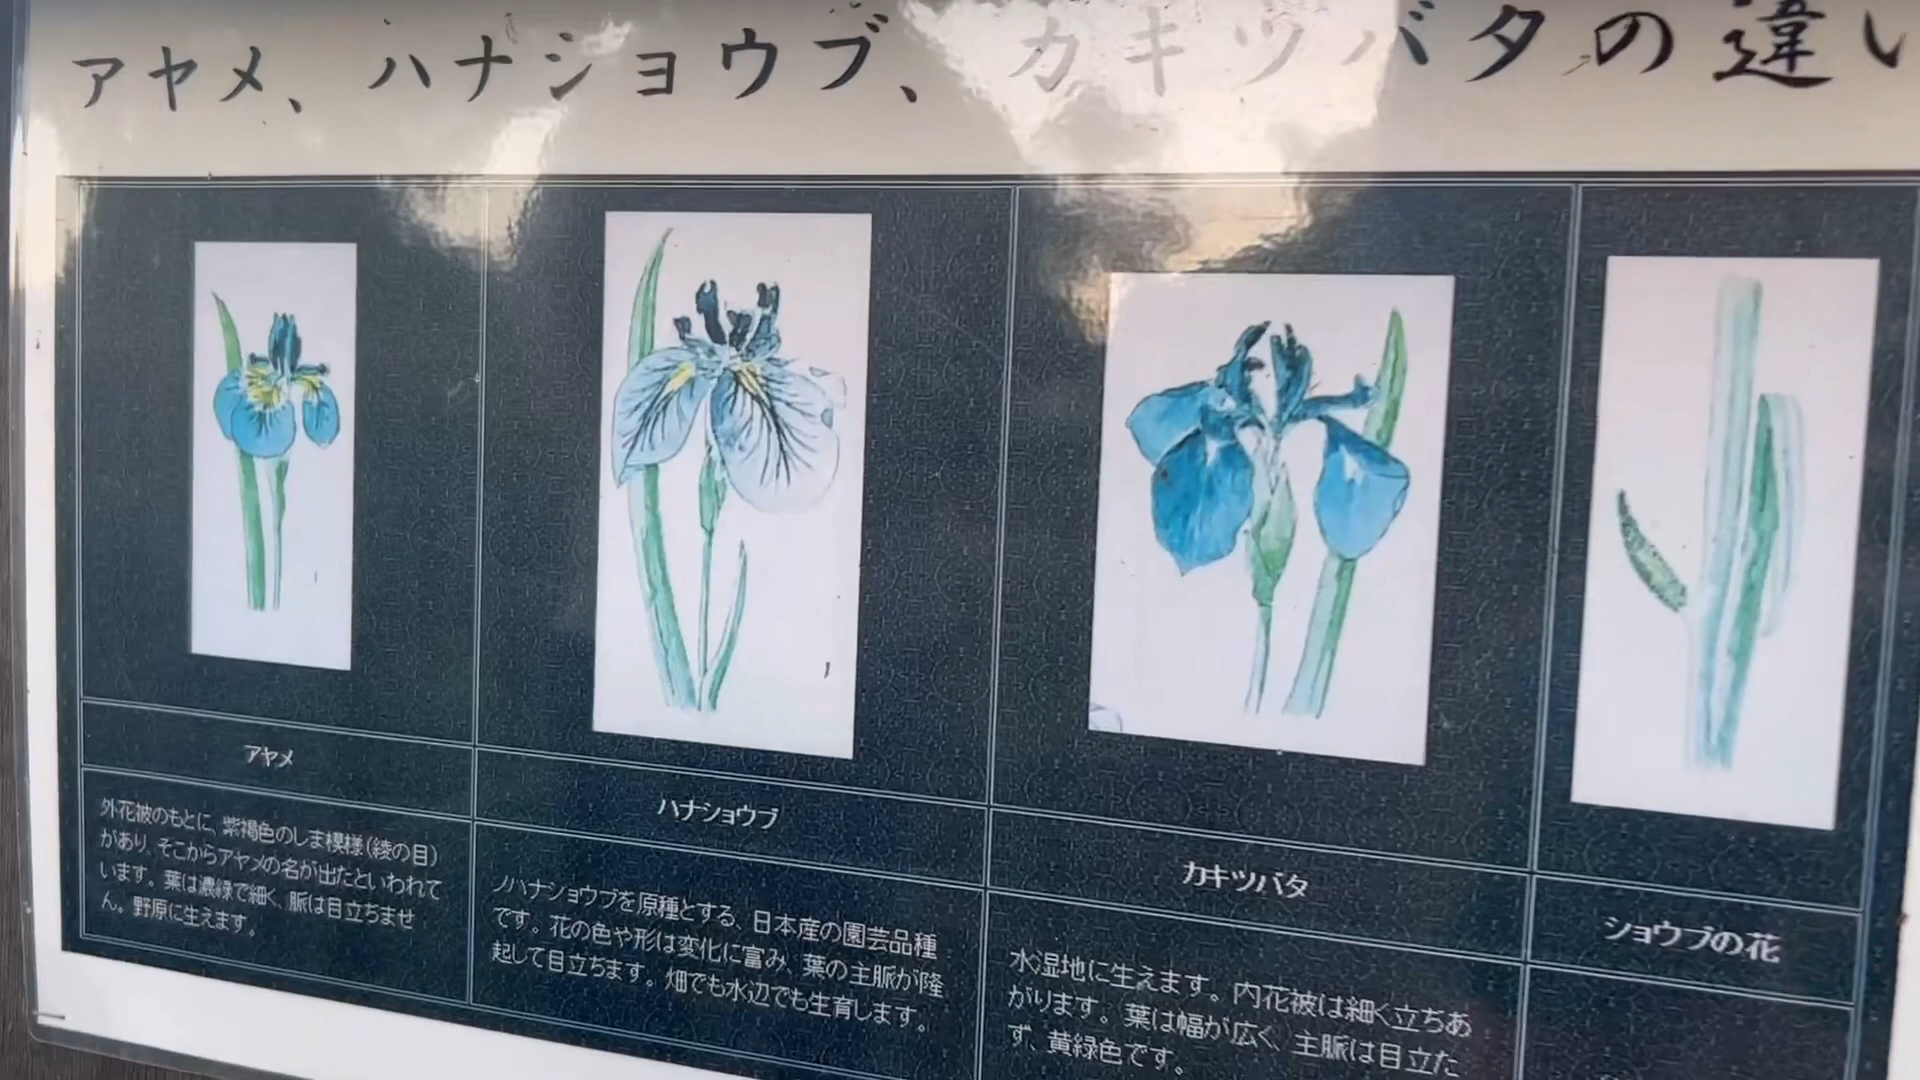 アヤメ、ハナショウブ、カキツバタの違い
アヤメ
外花被のもとに、紫褐色のしま模様(綾の目)
があり、そこからアヤメの名が出たといわれて
います。葉は濃緑で細く、脈は目立ちませ
ん。野原に生えます。
ハナショウブ
ノハナショウブを原種とする、日本産の園芸品種
です。花の色や形は変化に富み、葉の主脈が隆
起して目立ちます。畑でも水辺でも生育します。
カキツバタ
水湿地に生えます。内花被は細く立ちあ
がります。葉は幅が広く、主脈は目立た
ず、黄緑色です。
ショウブの花